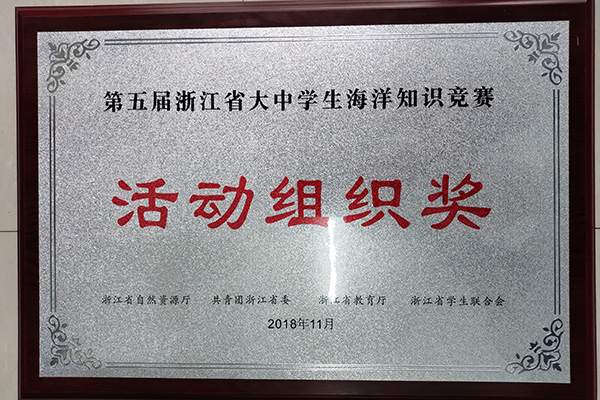 第五届浙江省大中学生海洋知识竞赛
活动组织奖
浙江省自然资源厅 共青团浙江省委 浙江省教育厅 浙江省学生联合会
2018年11月